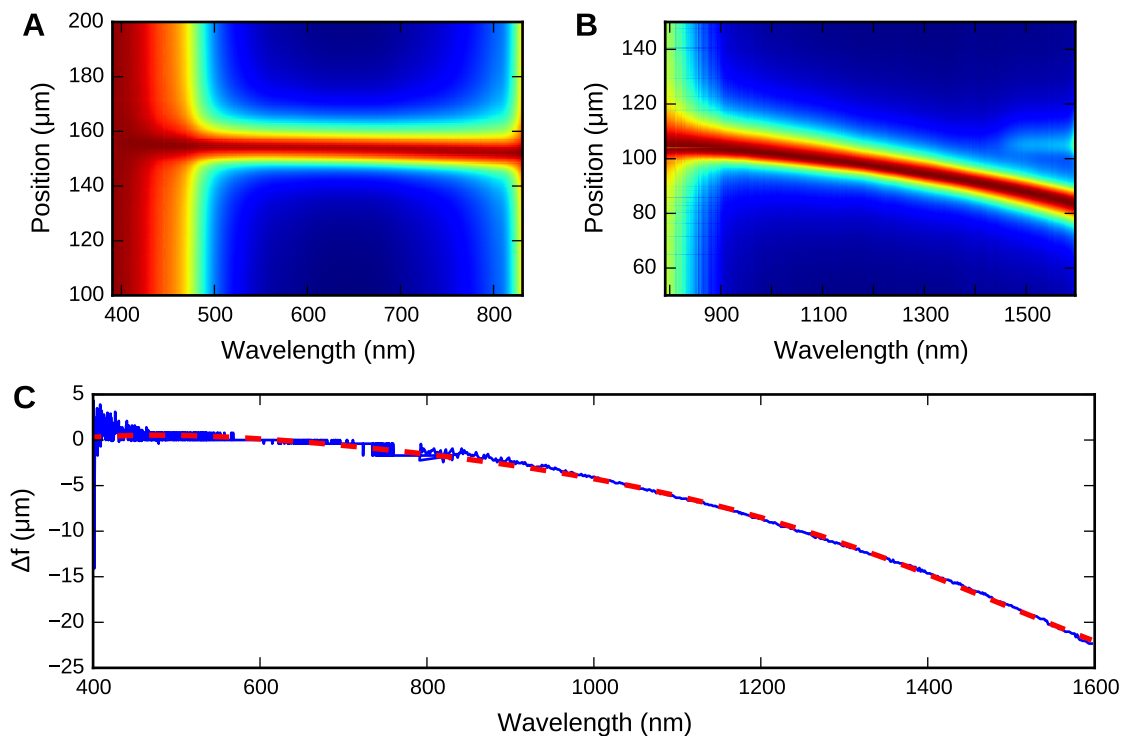 A
200
180
160
140
120
100
Position (μm)
400 500 600 700 800
Wavelength (nm)
B
140
120
100
80
60
Position (μm)
900 1100 1300 1500
Wavelength (nm)
C
5
0
−5
−10
−15
−20
−25
Δf (μm)
400 600 800 1000 1200 1400 1600
Wavelength (nm)